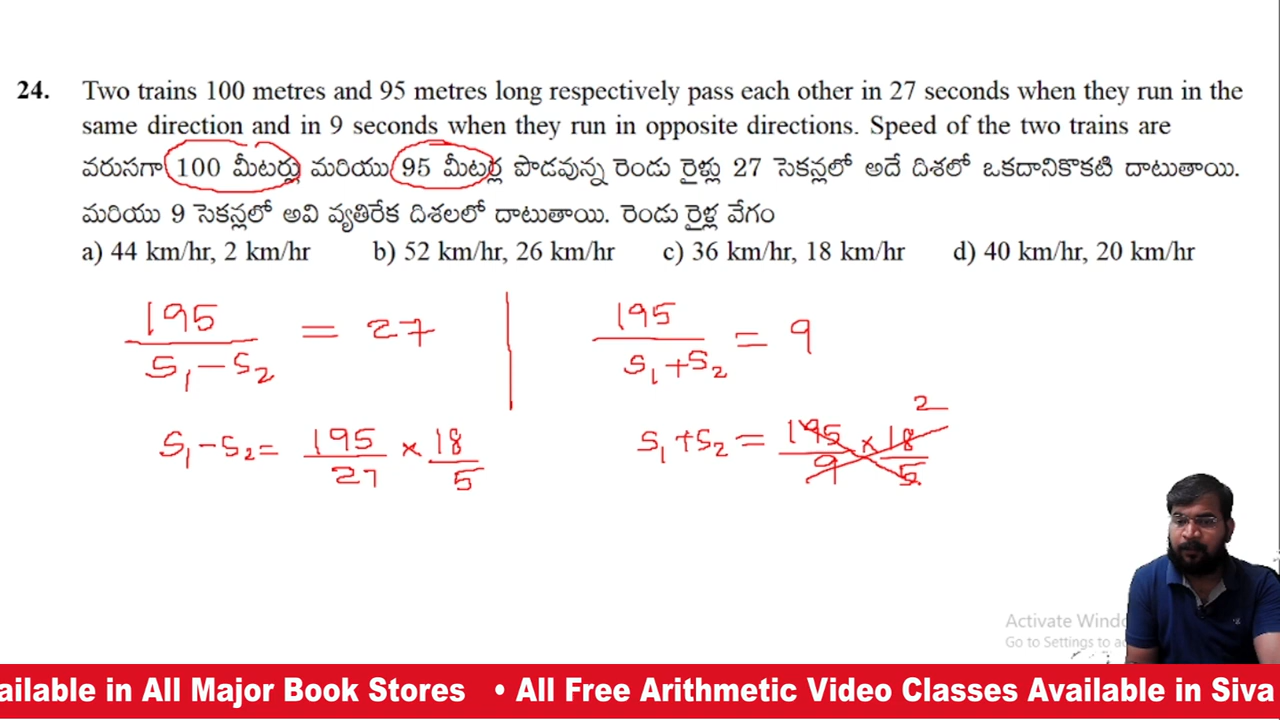 24. Two trains 100 metres and 95 metres long respectively pass each other in 27 seconds when they run in the
same direction and in 9 seconds when they run in opposite directions. Speed of the two trains are
వరుసగా 100 మీటర్లు మరియు 95 మీటర్ల పొడవున్న రెండు రైళ్లు 27 సెకన్లలో అదే దిశలో ఒకదానికొకటి దాటుతాయి.
మరియు 9 సెకన్లలో అవి వ్యతిరేక దిశలలో దాటుతాయి. రెండు రైళ్ల వేగం
a) 44 km/hr, 2 km/hr b) 52 km/hr, 26 km/hr c) 36 km/hr, 18 km/hr d) 40 km/hr, 20 km/hr
195 / S₁ – S₂ = 27 | 195 / S₁ + S₂ = 9
2
S₁ – S₂ = 195/27 × 18/5 S₁ + S₂ = 195/9 × 18/5
Activate Wind
Go to Settings to a
ailable in All Major Book Stores • All Free Arithmetic Video Classes Available in Siva